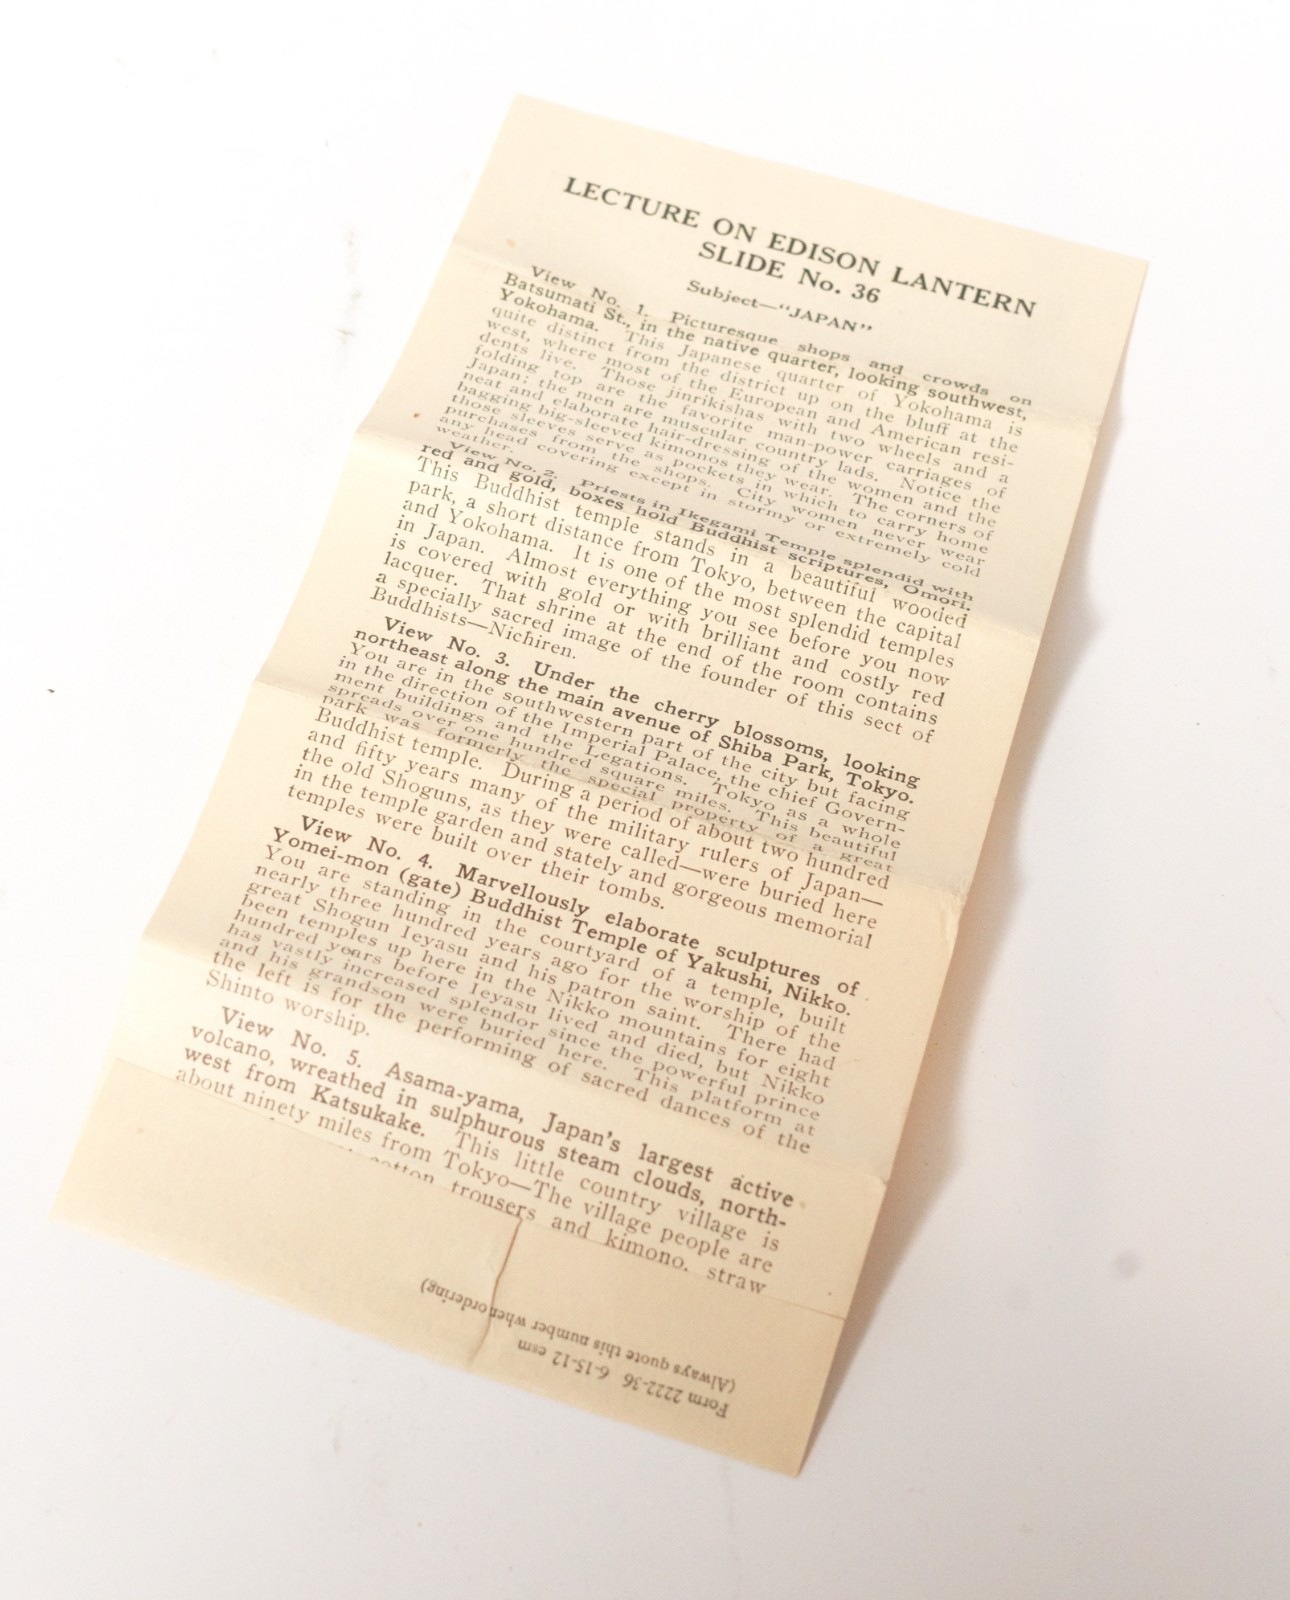 LECTURE ON EDISON LANTERN
SLIDE No. 36
Subject—"JAPAN"
View No. 1. Picturesque shops and crowds on
Batsumati St., in the native quarter, looking southwest,
Yokohama. This Japanese quarter of Yokohama is
quite distinct from the district up on the bluff at the
west, where most of the European and American resi-
dents live. Those jinrikishas with two wheels and a
folding top are the favorite man-power carriages of
Japan; the men are muscular country lads. Notice the
neat and elaborate hair-dressing of the women and the
bagging big-sleeved kimonos they wear. The corners of
those sleeves serve as pockets in which to carry home
purchases from the shops. City women never wear
any head covering except in stormy or extremely cold
weather.
View No. 2. Priests in Ikegami Temple splendid with
red and gold, boxes hold Buddhist scriptures, Omori.
This Buddhist temple stands in a beautiful wooded
park, a short distance from Tokyo, between the capital
and Yokohama. It is one of the most splendid temples
in Japan. Almost everything you see before you now
is covered with gold or with brilliant and costly red
lacquer. That shrine at the end of the room contains
a specially sacred image of the founder of this sect of
Buddhists—Nichiren.
View No. 3. Under the cherry blossoms, looking
northeast along the main avenue of Shiba Park, Tokyo.
You are in the southwestern part of the city but facing
in the direction of the Imperial Palace, the chief Govern-
ment buildings and the Legations. Tokyo as a whole
spreads over one hundred square miles. This beautiful
park was formerly the special property of a great
Buddhist temple. During a period of about two hundred
and fifty years many of the military rulers of Japan—
the old Shoguns, as they were called—were buried here
in the temple garden and stately and gorgeous memorial
temples were built over their tombs.
View No. 4. Marvellously elaborate sculptures of
Yomei-mon (gate) Buddhist Temple of Yakushi, Nikko.
You are standing in the courtyard of a temple, built
nearly three hundred years ago for the worship of the
great Shogun Ieyasu and his patron saint. There had
been temples up here in the Nikko mountains for eight
hundred years before Ieyasu lived and died, but Nikko
has vastly increased splendor since the powerful prince
and his grandson were buried here. This platform at
the left is for the performing of sacred dances of the
Shinto worship.
View No. 5. Asama-yama, Japan's largest active
volcano, wreathed in sulphurous steam clouds, north-
west from Katsukake. This little country village is
about ninety miles from Tokyo—The village people are
cotton trousers and kimono. straw
Form 2222-36 6-15-12 esm
(Always quote this number when ordering)